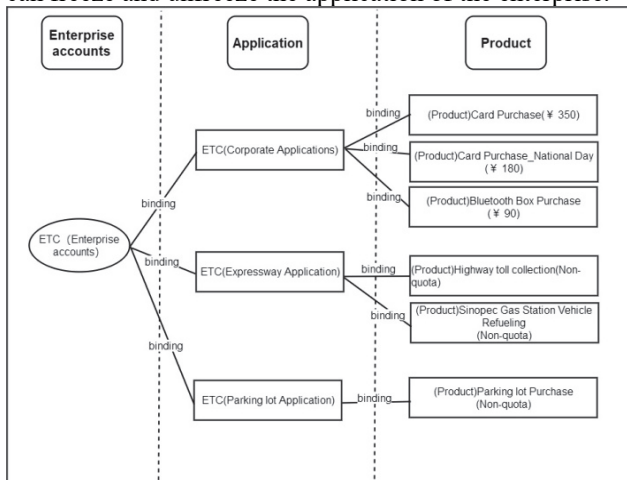 can freeze and unfreeze the application of the enterprise.
Enterprise
accounts
Application
Product
binding
(Product)Card Purchase(¥ 350)
binding
ETC(Corporate Applications)
(Product)Card Purchase_National Day
(¥ 180)
binding
(Product)Bluetooth Box Purchase
(¥ 90)
binding
ETC (Enterprise
accounts)
binding
ETC(Expressway Application)
binding
(Product)Highway toll collection(Non-
quota)
binding
(Product)Sinopec Gas Station Vehicle
Refueling
(Non-quota)
binding
ETC(Parking lot Application)
binding
(Product)Parking lot Purchase
(Non-quota)